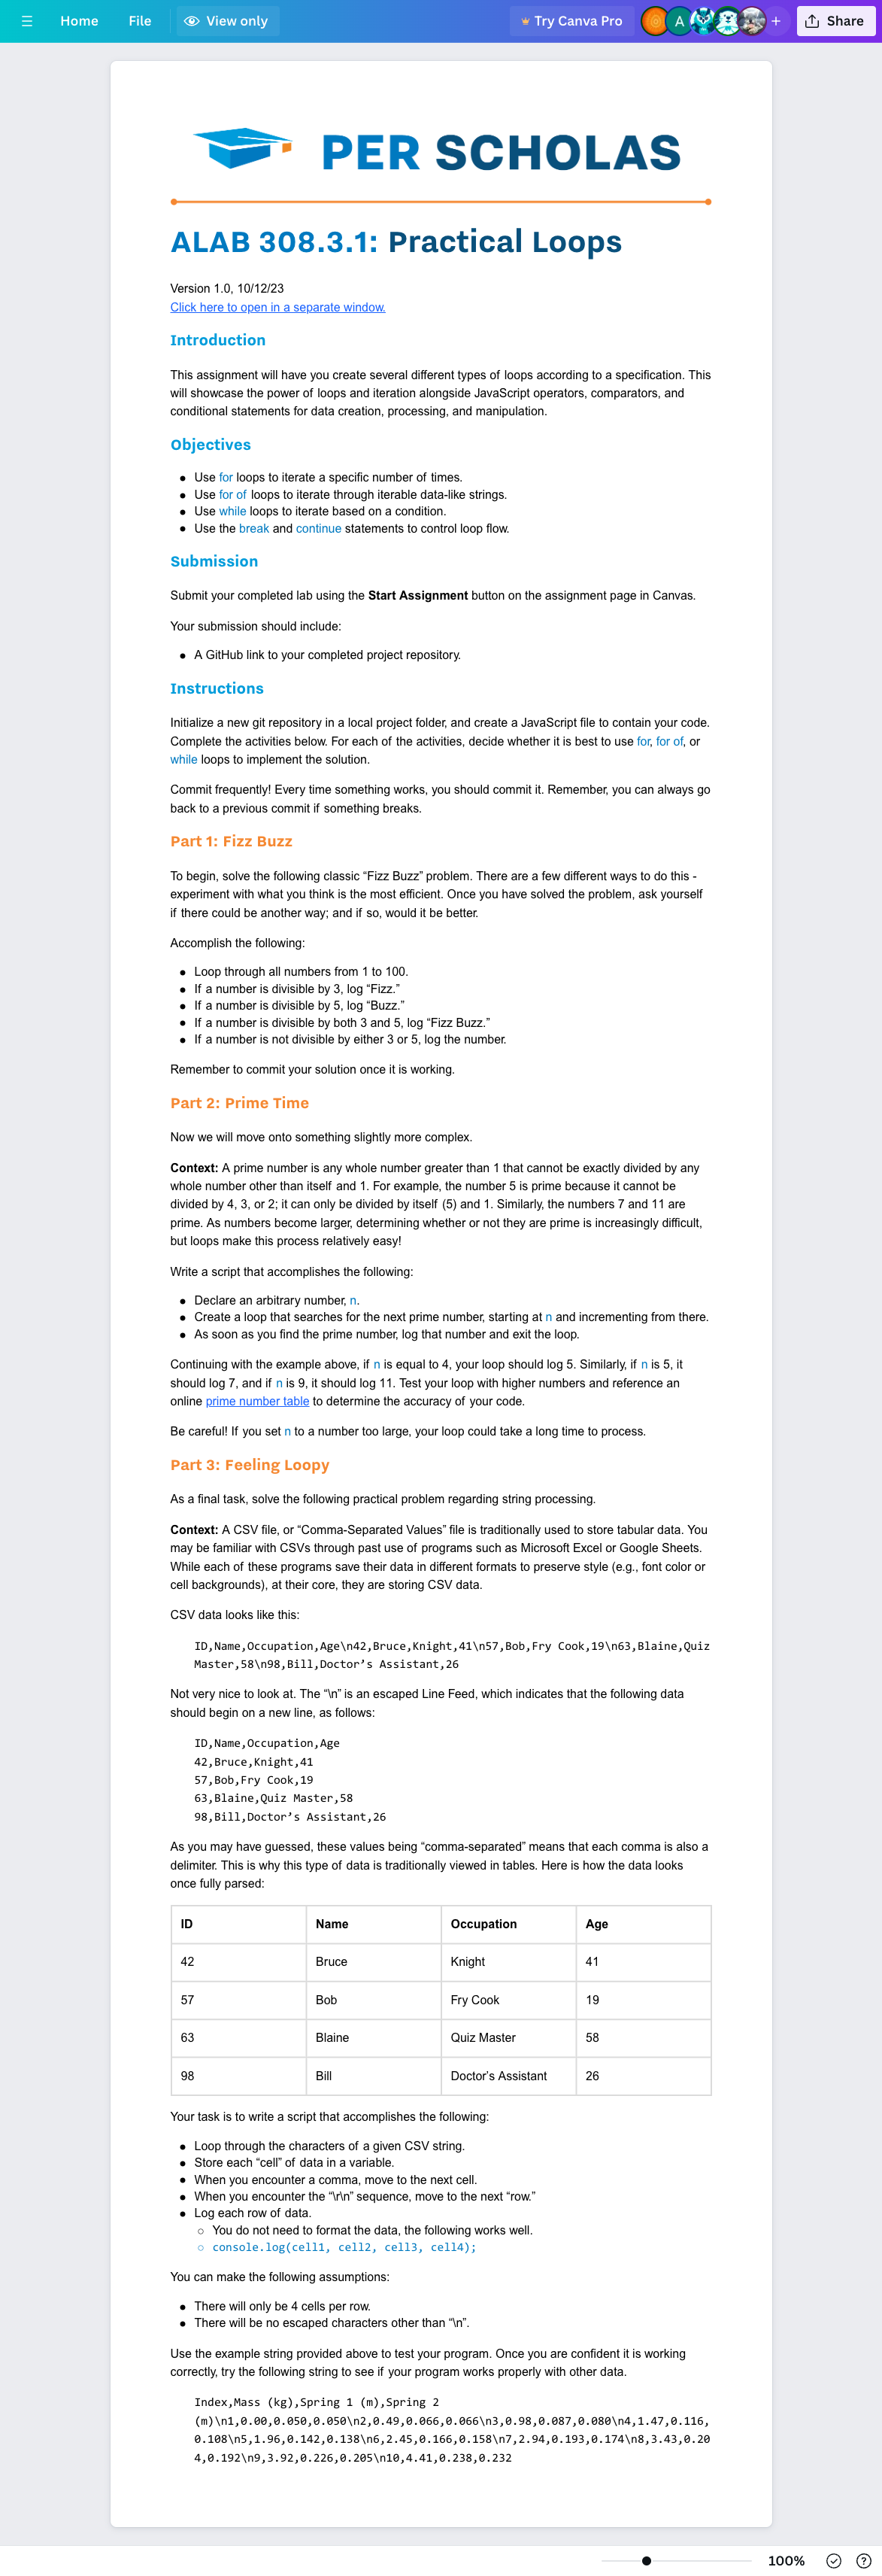 Home File View only Try Canva Pro A + Share
PER SCHOLAS
ALAB 308.3.1: Practical Loops
Version 1.0, 10/12/23
Click here to open in a separate window.
Introduction
This assignment will have you create several different types of loops according to a specification. This
will showcase the power of loops and iteration alongside JavaScript operators, comparators, and
conditional statements for data creation, processing, and manipulation.
Objectives
● Use for loops to iterate a specific number of times.
● Use for of loops to iterate through iterable data-like strings.
● Use while loops to iterate based on a condition.
● Use the break and continue statements to control loop flow.
Submission
Submit your completed lab using the Start Assignment button on the assignment page in Canvas.
Your submission should include:
● A GitHub link to your completed project repository.
Instructions
Initialize a new git repository in a local project folder, and create a JavaScript file to contain your code.
Complete the activities below. For each of the activities, decide whether it is best to use for, for of, or
while loops to implement the solution.
Commit frequently! Every time something works, you should commit it. Remember, you can always go
back to a previous commit if something breaks.
Part 1: Fizz Buzz
To begin, solve the following classic “Fizz Buzz” problem. There are a few different ways to do this -
experiment with what you think is the most efficient. Once you have solved the problem, ask yourself
if there could be another way; and if so, would it be better.
Accomplish the following:
● Loop through all numbers from 1 to 100.
● If a number is divisible by 3, log “Fizz.”
● If a number is divisible by 5, log “Buzz.”
● If a number is divisible by both 3 and 5, log “Fizz Buzz.”
● If a number is not divisible by either 3 or 5, log the number.
Remember to commit your solution once it is working.
Part 2: Prime Time
Now we will move onto something slightly more complex.
Context: A prime number is any whole number greater than 1 that cannot be exactly divided by any
whole number other than itself and 1. For example, the number 5 is prime because it cannot be
divided by 4, 3, or 2; it can only be divided by itself (5) and 1. Similarly, the numbers 7 and 11 are
prime. As numbers become larger, determining whether or not they are prime is increasingly difficult,
but loops make this process relatively easy!
Write a script that accomplishes the following:
● Declare an arbitrary number, n.
● Create a loop that searches for the next prime number, starting at n and incrementing from there.
● As soon as you find the prime number, log that number and exit the loop.
Continuing with the example above, if n is equal to 4, your loop should log 5. Similarly, if n is 5, it
should log 7, and if n is 9, it should log 11. Test your loop with higher numbers and reference an
online prime number table to determine the accuracy of your code.
Be careful! If you set n to a number too large, your loop could take a long time to process.
Part 3: Feeling Loopy
As a final task, solve the following practical problem regarding string processing.
Context: A CSV file, or “Comma-Separated Values” file is traditionally used to store tabular data. You
may be familiar with CSVs through past use of programs such as Microsoft Excel or Google Sheets.
While each of these programs save their data in different formats to preserve style (e.g., font color or
cell backgrounds), at their core, they are storing CSV data.
CSV data looks like this:
ID,Name,Occupation,Age\n42,Bruce,Knight,41\n57,Bob,Fry Cook,19\n63,Blaine,Quiz
Master,58\n98,Bill,Doctor’s Assistant,26
Not very nice to look at. The “\n” is an escaped Line Feed, which indicates that the following data
should begin on a new line, as follows:
ID,Name,Occupation,Age
42,Bruce,Knight,41
57,Bob,Fry Cook,19
63,Blaine,Quiz Master,58
98,Bill,Doctor’s Assistant,26
As you may have guessed, these values being “comma-separated” means that each comma is also a
delimiter. This is why this type of data is traditionally viewed in tables. Here is how the data looks
once fully parsed:
ID Name Occupation Age
42 Bruce Knight 41
57 Bob Fry Cook 19
63 Blaine Quiz Master 58
98 Bill Doctor’s Assistant 26
Your task is to write a script that accomplishes the following:
● Loop through the characters of a given CSV string.
● Store each “cell” of data in a variable.
● When you encounter a comma, move to the next cell.
● When you encounter the “\r\n” sequence, move to the next “row.”
● Log each row of data.
○ You do not need to format the data, the following works well.
○ console.log(cell1, cell2, cell3, cell4);
You can make the following assumptions:
● There will only be 4 cells per row.
● There will be no escaped characters other than “\n”.
Use the example string provided above to test your program. Once you are confident it is working
correctly, try the following string to see if your program works properly with other data.
Index,Mass (kg),Spring 1 (m),Spring 2
(m)\n1,0.00,0.050,0.050\n2,0.49,0.066,0.066\n3,0.98,0.087,0.080\n4,1.47,0.116,
0.108\n5,1.96,0.142,0.138\n6,2.45,0.166,0.158\n7,2.94,0.193,0.174\n8,3.43,0.20
4,0.192\n9,3.92,0.226,0.205\n10,4.41,0.238,0.232
100%